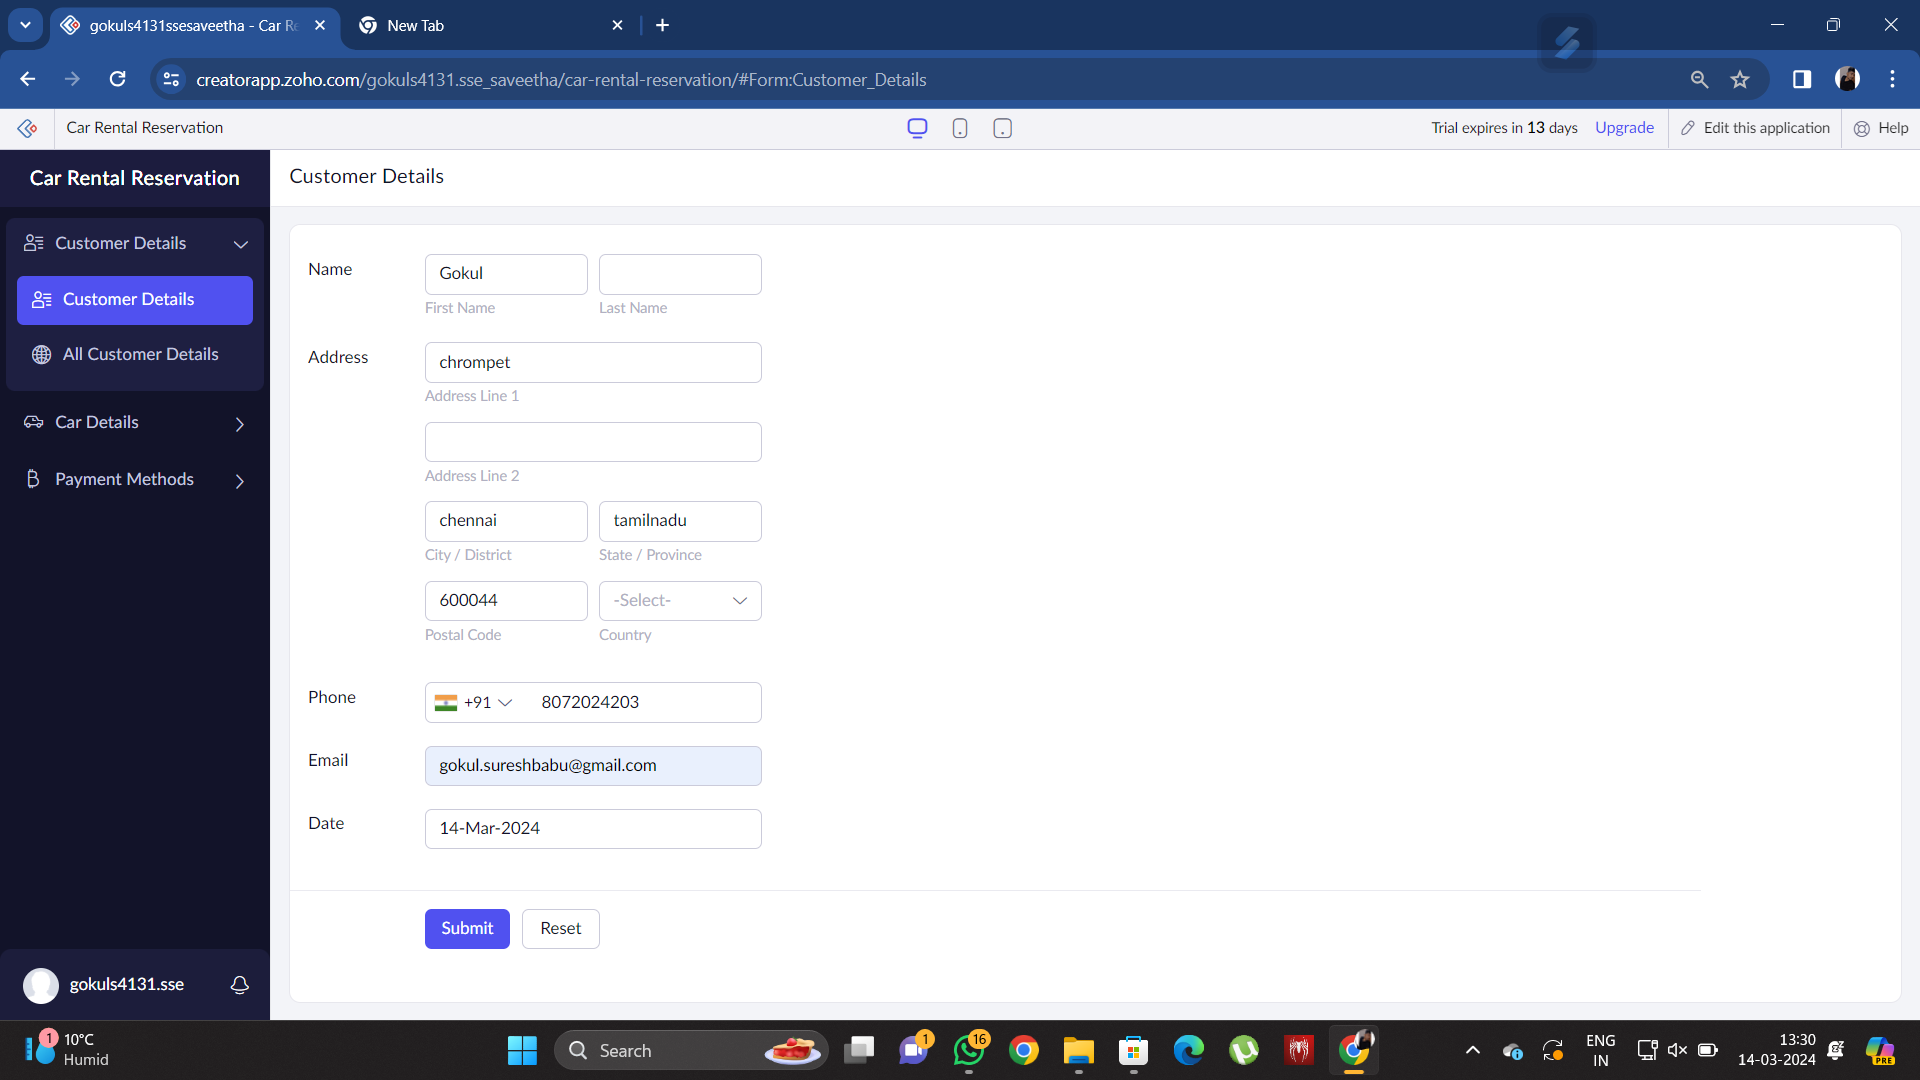 gokuls4131ssesaveetha - Car Re
New Tab
creatorapp.zoho.com/gokuls4131.sse_saveetha/car-rental-reservation/#Form:Customer_Details
Car Rental Reservation
Trial expires in 13 days
Upgrade
Edit this application
Help
Car Rental Reservation
Customer Details
Customer Details
All Customer Details
Car Details
Payment Methods
gokuls4131.sse
Customer Details
Name
Gokul
First Name
Last Name
Address
chrompet
Address Line 1
Address Line 2
chennai
tamilnadu
City / District
State / Province
600044
-Select-
Postal Code
Country
Phone
+91
8072024203
Email
gokul.sureshbabu@gmail.com
Date
14-Mar-2024
Submit
Reset
1
10°C
Humid
Search
1
16
ENG
IN
13:30
14-03-2024
PRE